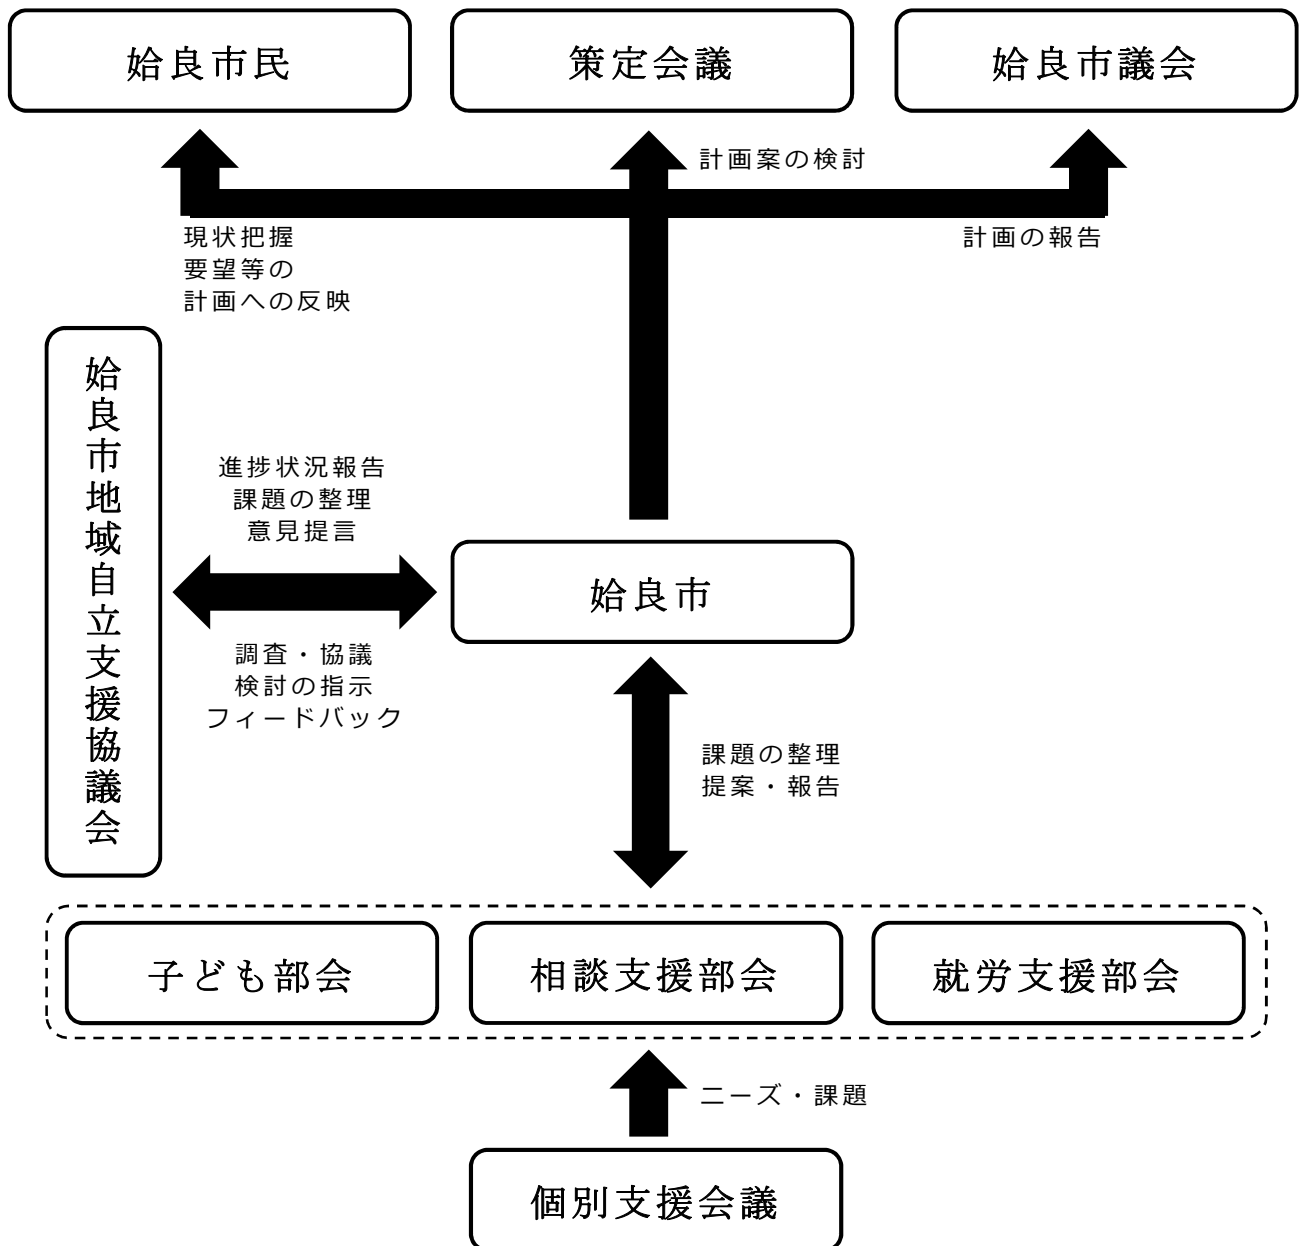 姶良市民
策定会議
姶良市議会
計画案の検討
現状把握
要望等の
計画への反映
計画の報告
姶良市地域自立支援協議会
進捗状況報告
課題の整理
意見提言
姶良市
調査・協議
検討の指示
フィードバック
課題の整理
提案・報告
子ども部会
相談支援部会
就労支援部会
ニーズ・課題
個別支援会議